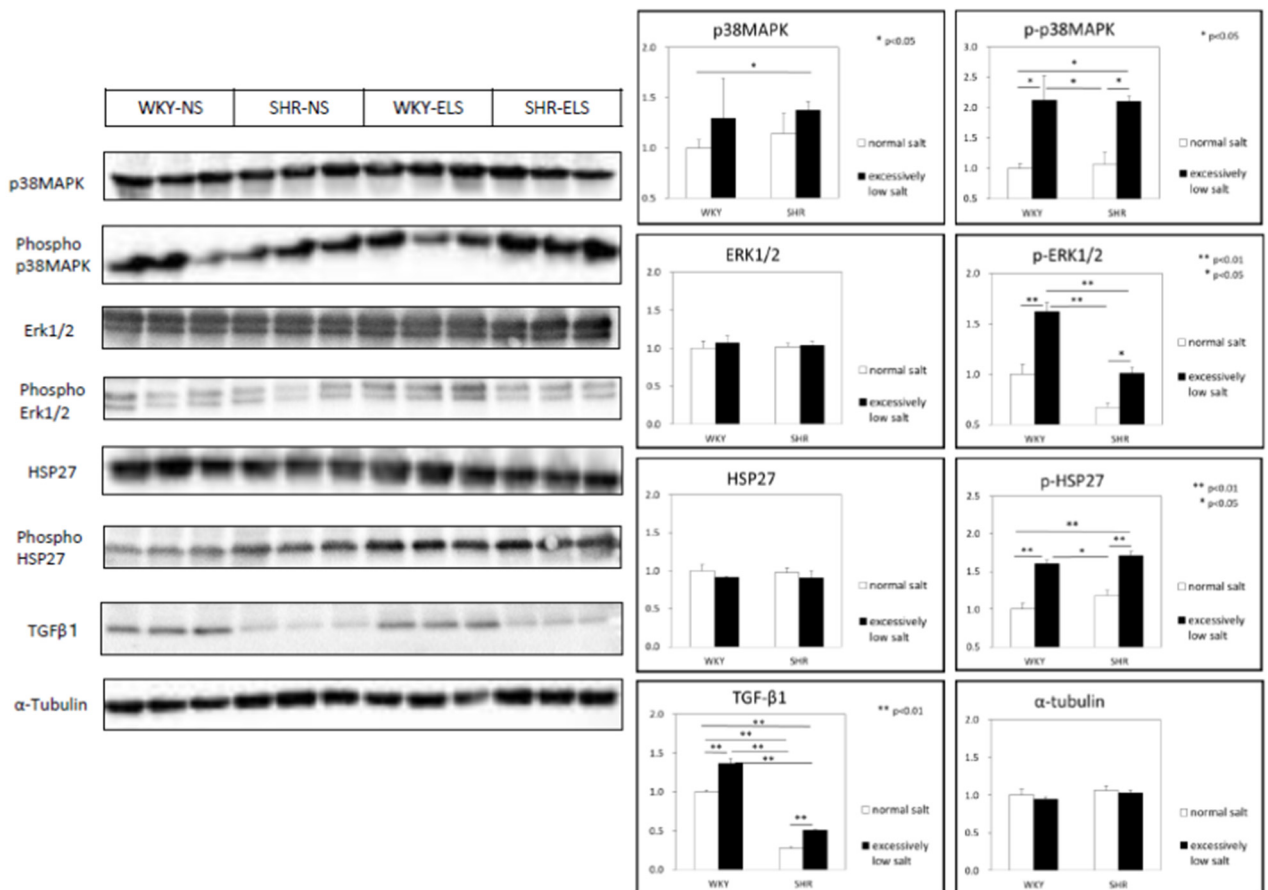 WKY-NS SHR-NS WKY-ELS SHR-ELS
p38MAPK
Phospho
p38MAPK
Erk1/2
Phospho
Erk1/2
HSP27
Phospho
HSP27
TGFβ1
α-Tubulin
p38MAPK
* p<0.05
2.0
*
1.5
1.0
0.5
WKY SHR
normal salt
excessively
low salt
p-p38MAPK
* p<0.05
3.0
2.5
*
* * *
2.0
1.5
1.0
0.5
WKY SHR
normal salt
excessively
low salt
ERK1/2
2.0
1.5
1.0
0.5
0.0
WKY SHR
normal salt
excessively
low salt
p-ERK1/2
** p<0.01
* p<0.05
2.0
**
** **
1.5
*
1.0
0.5
WKY SHR
normal salt
excessively
low salt
HSP27
2.0
1.5
1.0
0.5
0.0
WKY SHR
normal salt
excessively
low salt
p-HSP27
** p<0.01
* p<0.05
2.5
2.0
**
** * **
1.5
1.0
0.5
WKY SHR
normal salt
excessively
low salt
TGF-β1
** p<0.01
2.0
**
**
** **
**
1.5
1.0
**
0.5
0.0
WKY SHR
normal salt
excessively
low salt
α-tubulin
2.0
1.5
1.0
0.5
0.0
WKY SHR
normal salt
excessively
low salt